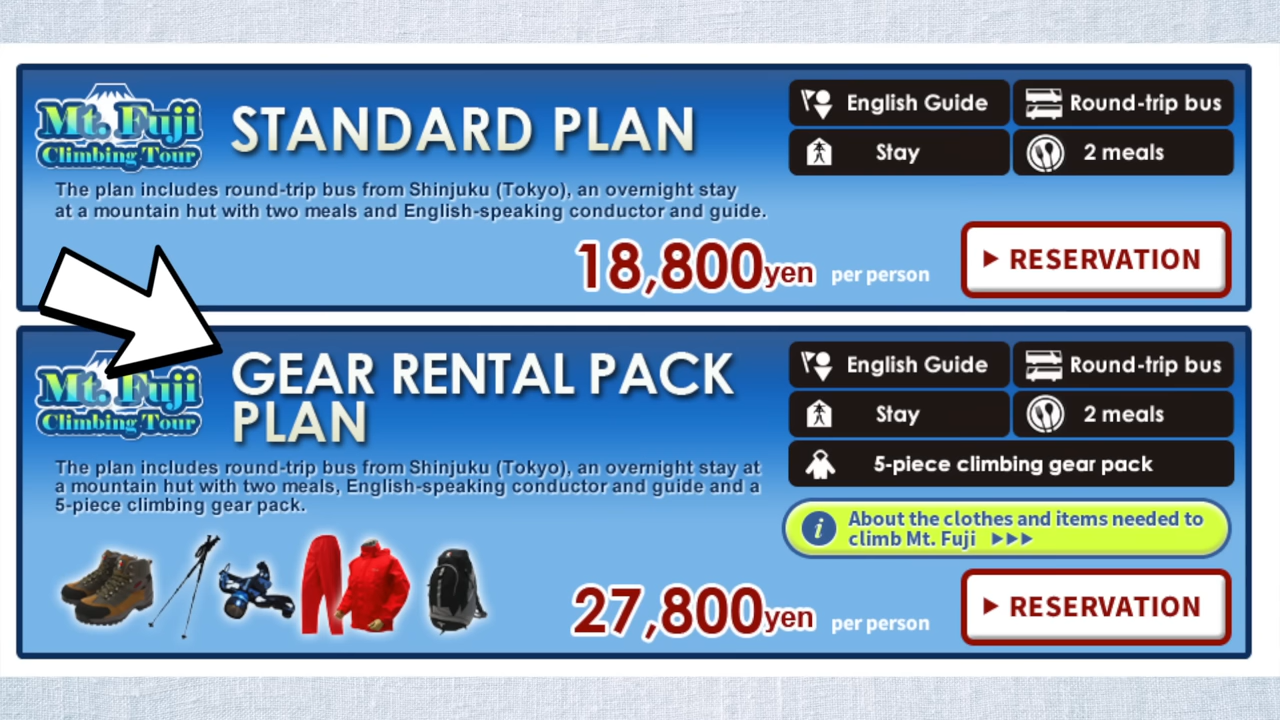 Mt. Fuji
Climbing Tour
STANDARD PLAN
The plan includes round-trip bus from Shinjuku (Tokyo), an overnight stay
at a mountain hut with two meals and English-speaking conductor and guide.
English Guide
Round-trip bus
Stay
2 meals
18,800yen per person
▶ RESERVATION
Mt. Fuji
Climbing Tour
GEAR RENTAL PACK
PLAN
The plan includes round-trip bus from Shinjuku (Tokyo), an overnight stay at
a mountain hut with two meals, English-speaking conductor and guide and a
5-piece climbing gear pack.
English Guide
Round-trip bus
Stay
2 meals
5-piece climbing gear pack
i
About the clothes and items needed to
climb Mt. Fuji ▶▶▶
27,800yen per person
▶ RESERVATION